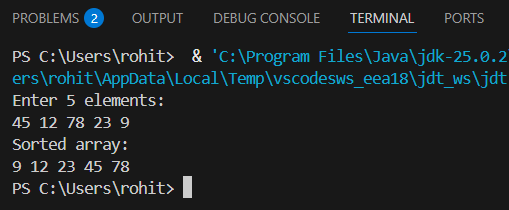 PROBLEMS 2 OUTPUT DEBUG CONSOLE TERMINAL PORTS
PS C:\Users\rohit>  & 'C:\Program Files\Java\jdk-25.0.2
ers\rohit\AppData\Local\Temp\vscodesws_eea18\jdt_ws\jdt
Enter 5 elements:
45 12 78 23 9
Sorted array:
9 12 23 45 78
PS C:\Users\rohit>